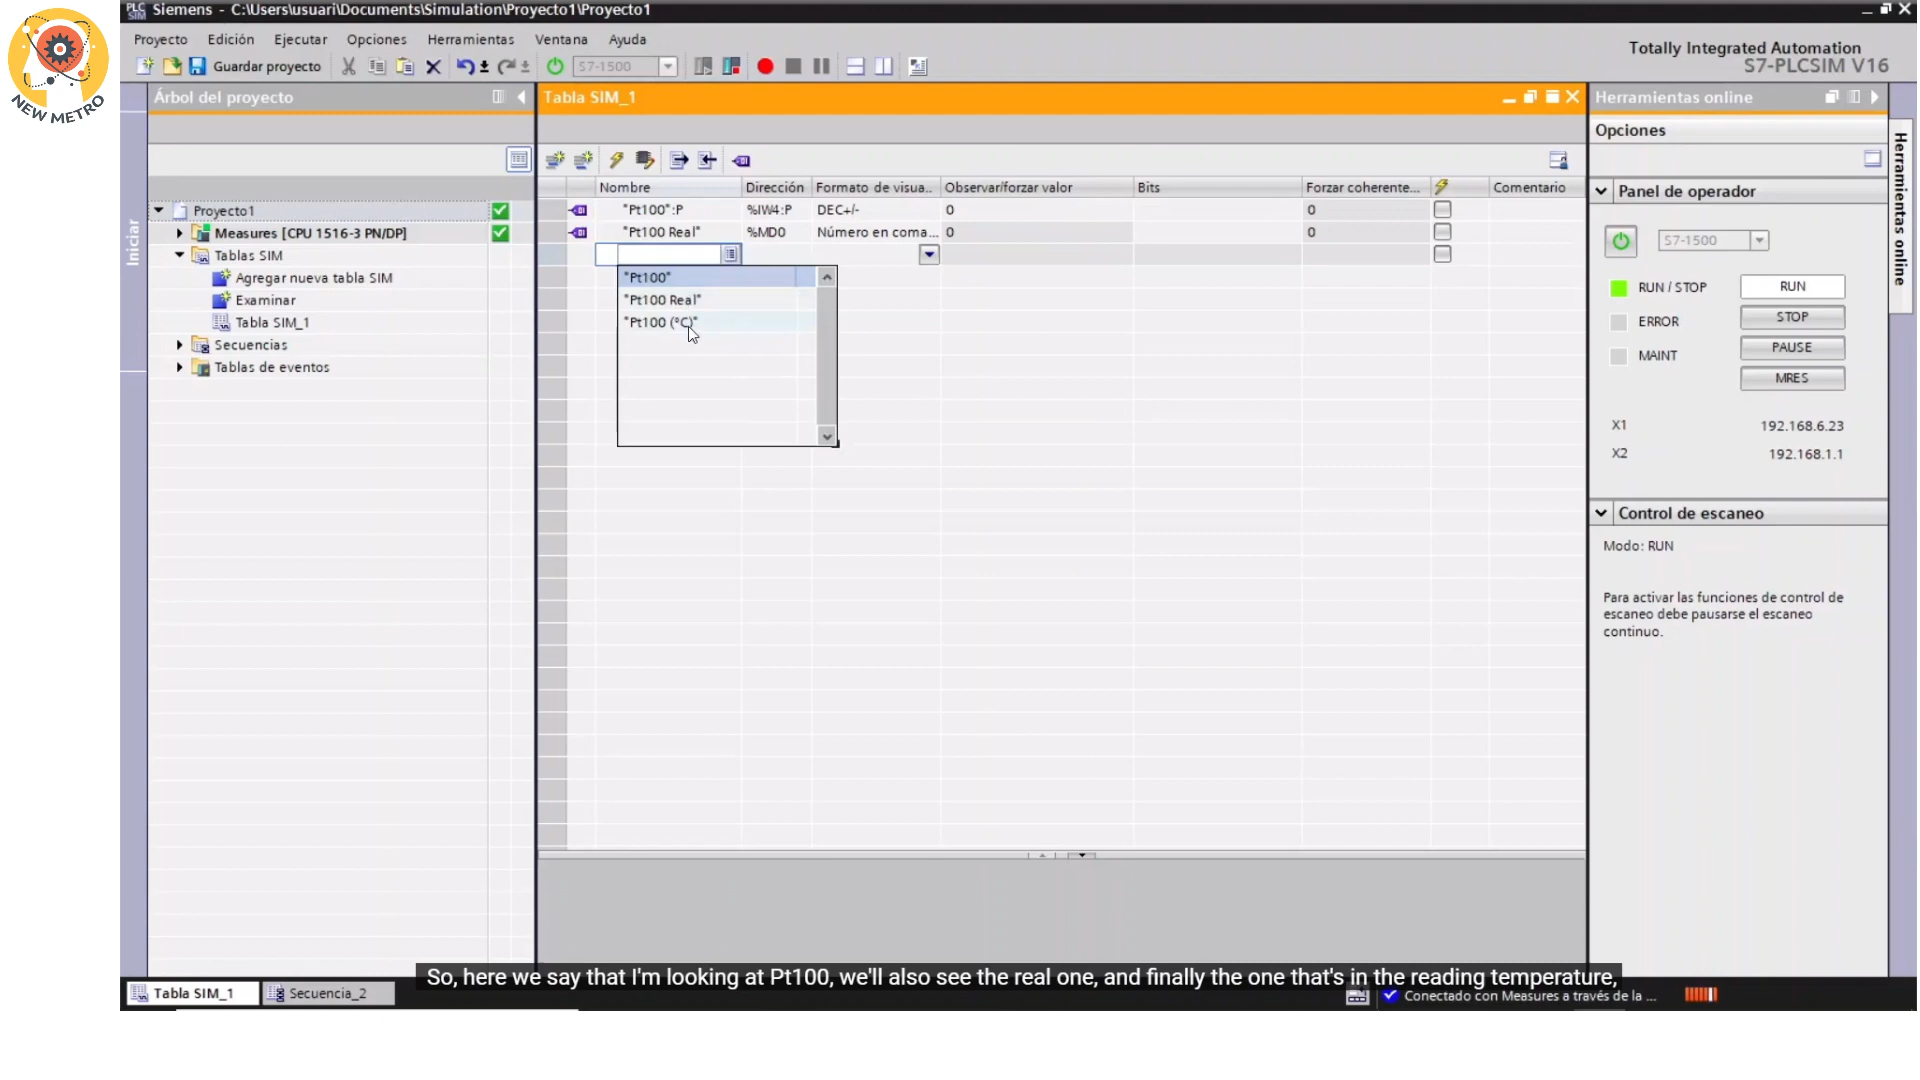 NEW METRO
PLC SIM Siemens - C:\Users\usuari\Documents\Simulation\Proyecto1\Proyecto1
Proyecto Edición Ejecutar Opciones Herramientas Ventana Ayuda
Totally Integrated Automation
S7-PLCSIM V16
Guardar proyecto S7-1500
Árbol del proyecto
Tabla SIM_1
Herramientas online
Opciones
Iniciar
Herramientas online
Nombre Dirección Formato de visua.. Observar/forzar valor Bits Forzar coherente... Comentario
"Pt100":P %IW4:P DEC+/- 0 0
"Pt100 Real" %MD0 Número en coma... 0 0
"Pt100"
"Pt100 Real"
"Pt100 (ºC)"
Proyecto1
Measures [CPU 1516-3 PN/DP]
Tablas SIM
Agregar nueva tabla SIM
Examinar
Tabla SIM_1
Secuencias
Tablas de eventos
Panel de operador
S7-1500
RUN / STOP RUN
ERROR STOP
MAINT PAUSE
MRES
X1 192.168.6.23
X2 192.168.1.1
Control de escaneo
Modo: RUN
Para activar las funciones de control de
escaneo debe pausarse el escaneo
continuo.
So, here we say that I'm looking at Pt100, we'll also see the real one, and finally the one that's in the reading temperature,
Tabla SIM_1 Secuencia_2 Conectado con Measures a través de la ...